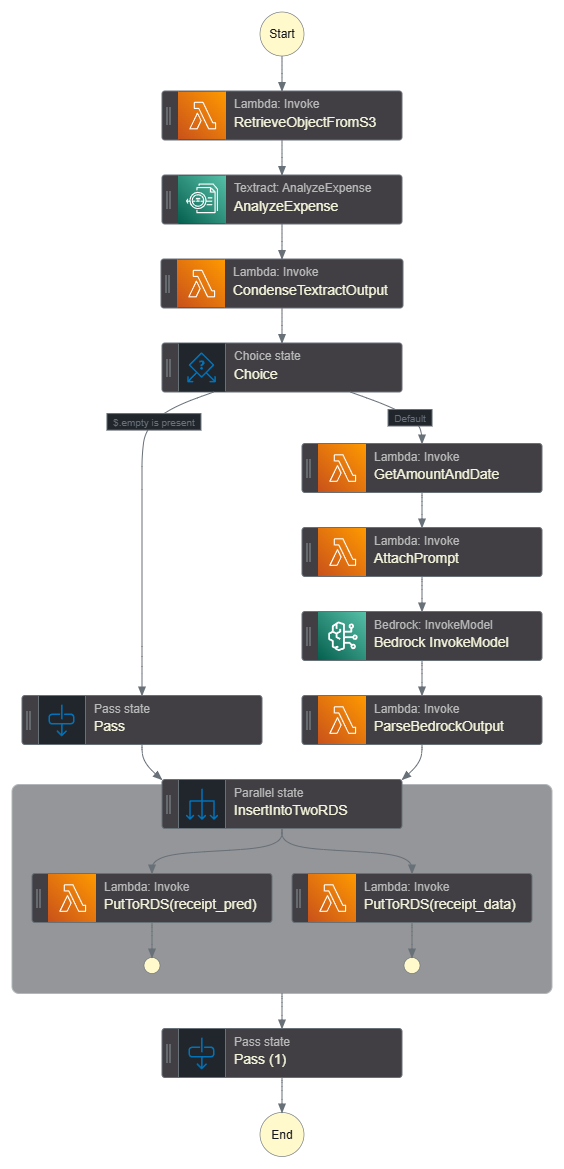 Start
Lambda: Invoke
RetrieveObjectFromS3
Textract: AnalyzeExpense
AnalyzeExpense
Lambda: Invoke
CondenseTextractOutput
Choice state
Choice
$.empty is present
Default
Lambda: Invoke
GetAmountAndDate
Lambda: Invoke
AttachPrompt
Bedrock: InvokeModel
Bedrock InvokeModel
Pass state
Pass
Lambda: Invoke
ParseBedrockOutput
Parallel state
InsertIntoTwoRDS
Lambda: Invoke
PutToRDS(receipt_pred)
Lambda: Invoke
PutToRDS(receipt_data)
Pass state
Pass (1)
End